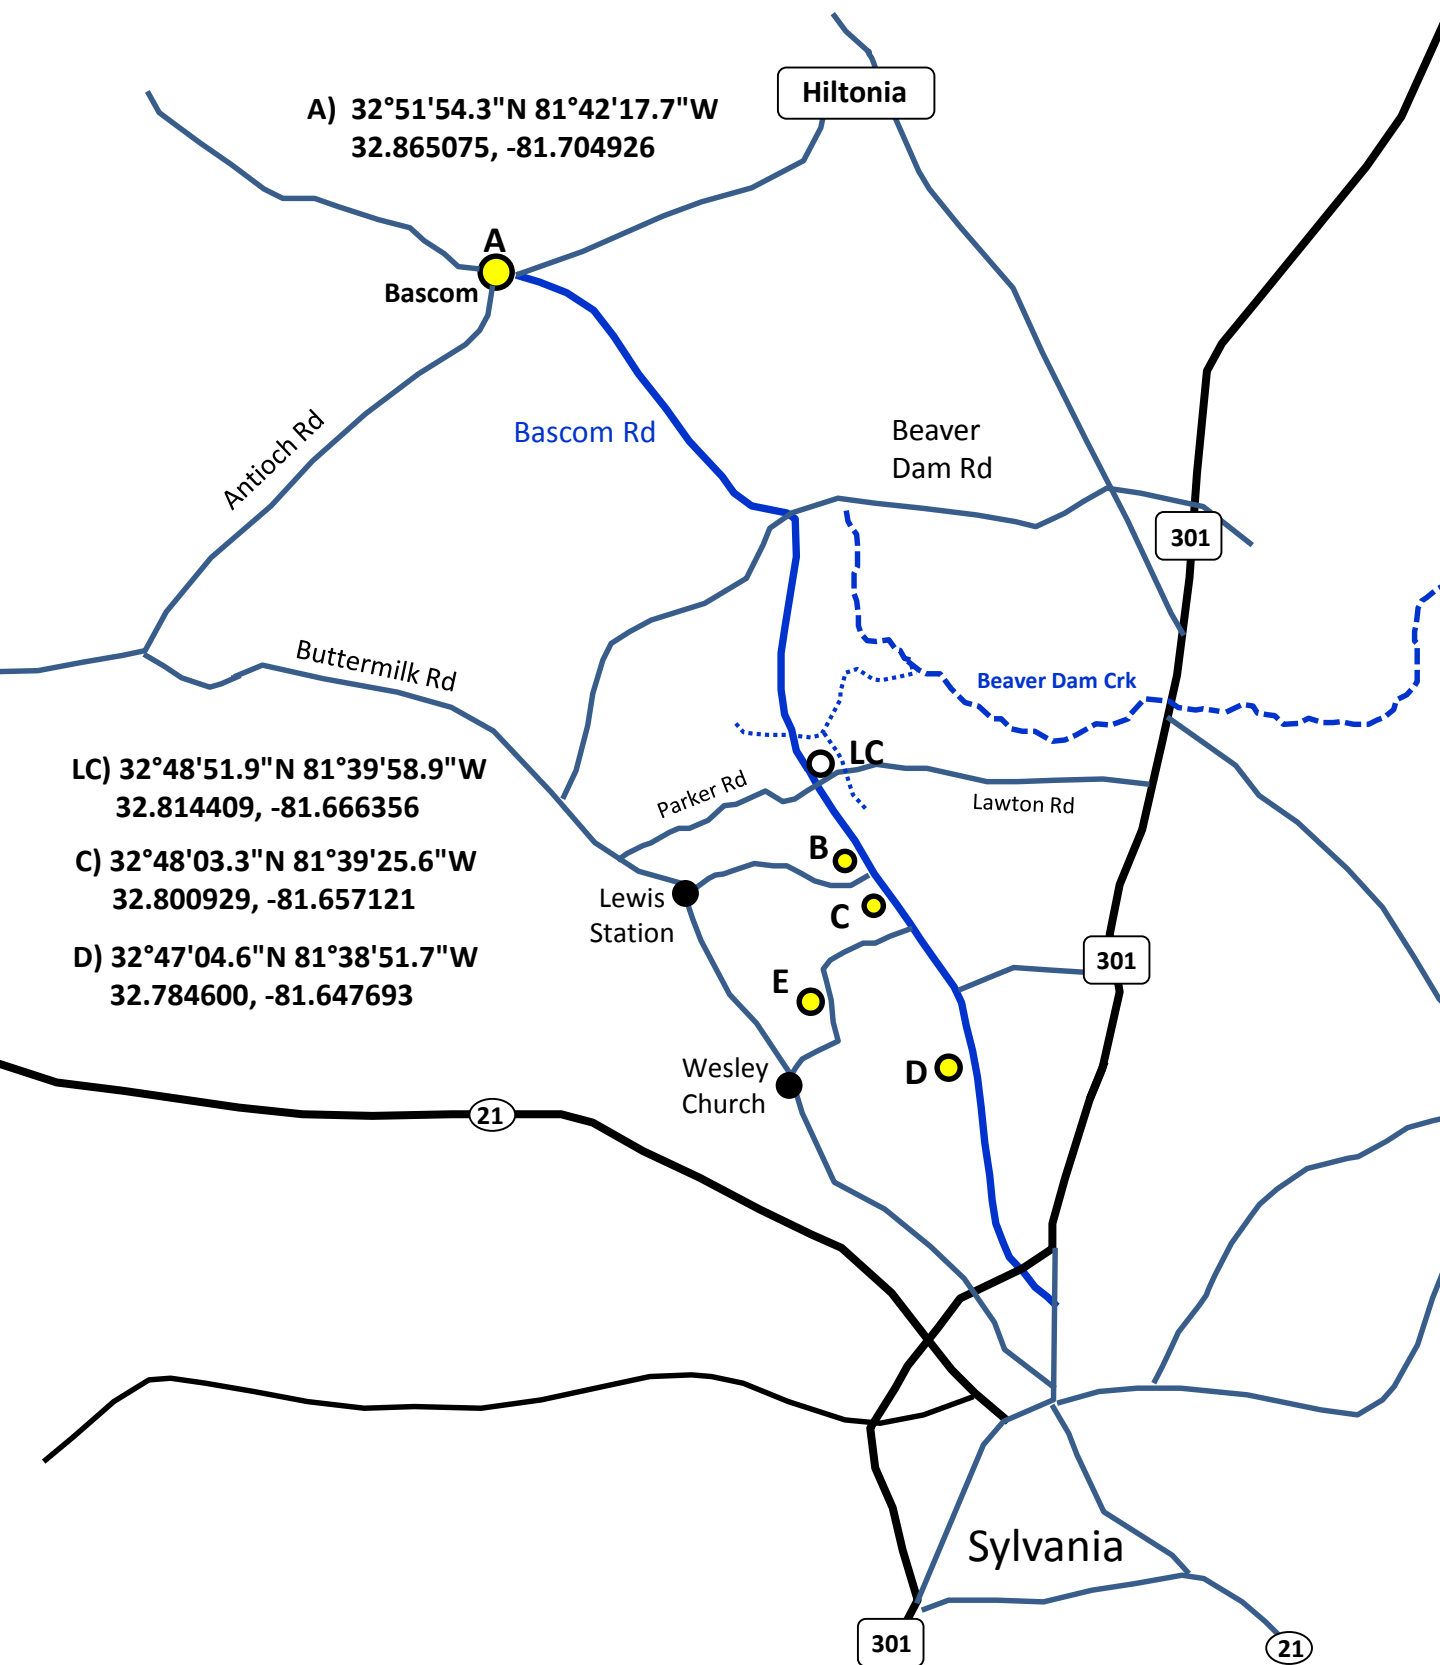 Hiltonia
A) 32°51'54.3"N 81°42'17.7"W
32.865075, -81.704926
A
Bascom
Antioch Rd
Bascom Rd
Beaver
Dam Rd
301
Buttermilk Rd
Beaver Dam Crk
LC) 32°48'51.9"N 81°39'58.9"W
32.814409, -81.666356
LC
Parker Rd
Lawton Rd
C) 32°48'03.3"N 81°39'25.6"W
32.800929, -81.657121
B
Lewis
Station
C
D) 32°47'04.6"N 81°38'51.7"W
32.784600, -81.647693
301
E
Wesley
Church
D
21
Sylvania
301
21